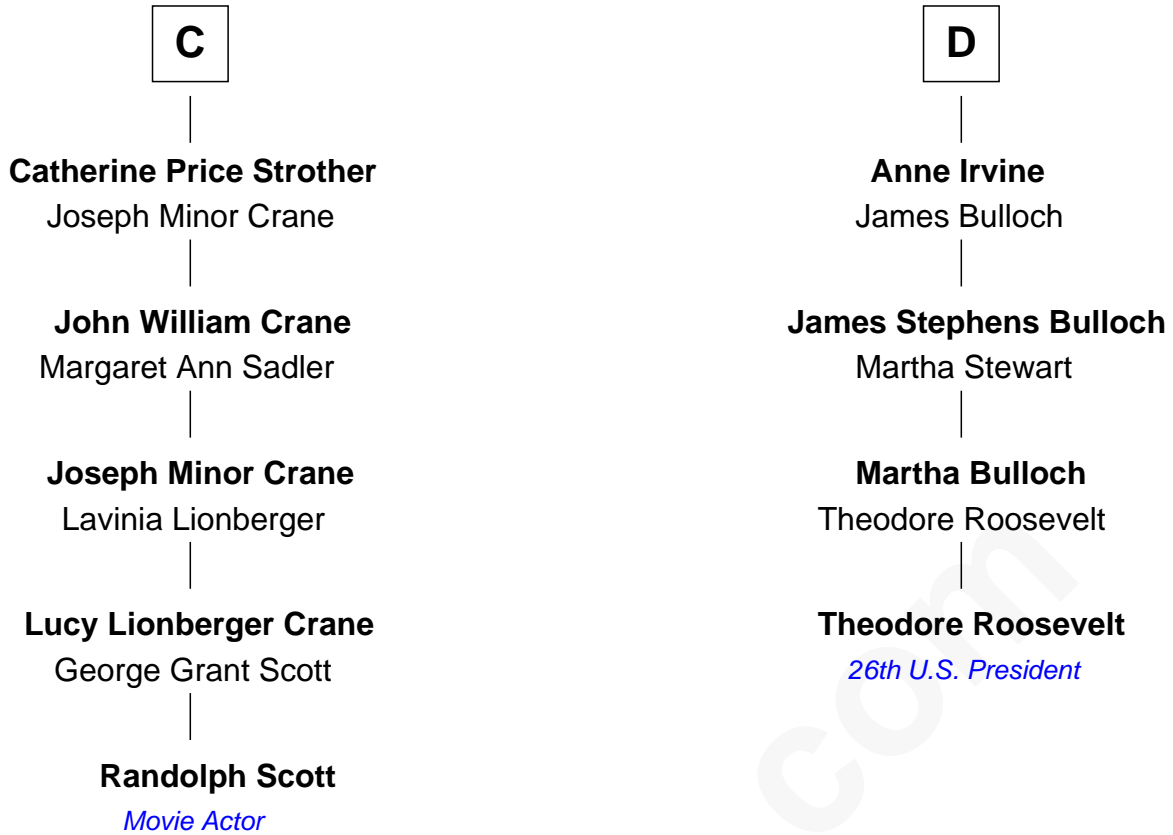 C
Catherine Price Strother
Joseph Minor Crane
John William Crane
Margaret Ann Sadler
Joseph Minor Crane
Lavinia Lionberger
Lucy Lionberger Crane
George Grant Scott
Randolph Scott
Movie Actor
D
Anne Irvine
James Bulloch
James Stephens Bulloch
Martha Stewart
Martha Bulloch
Theodore Roosevelt
Theodore Roosevelt
26th U.S. President
com